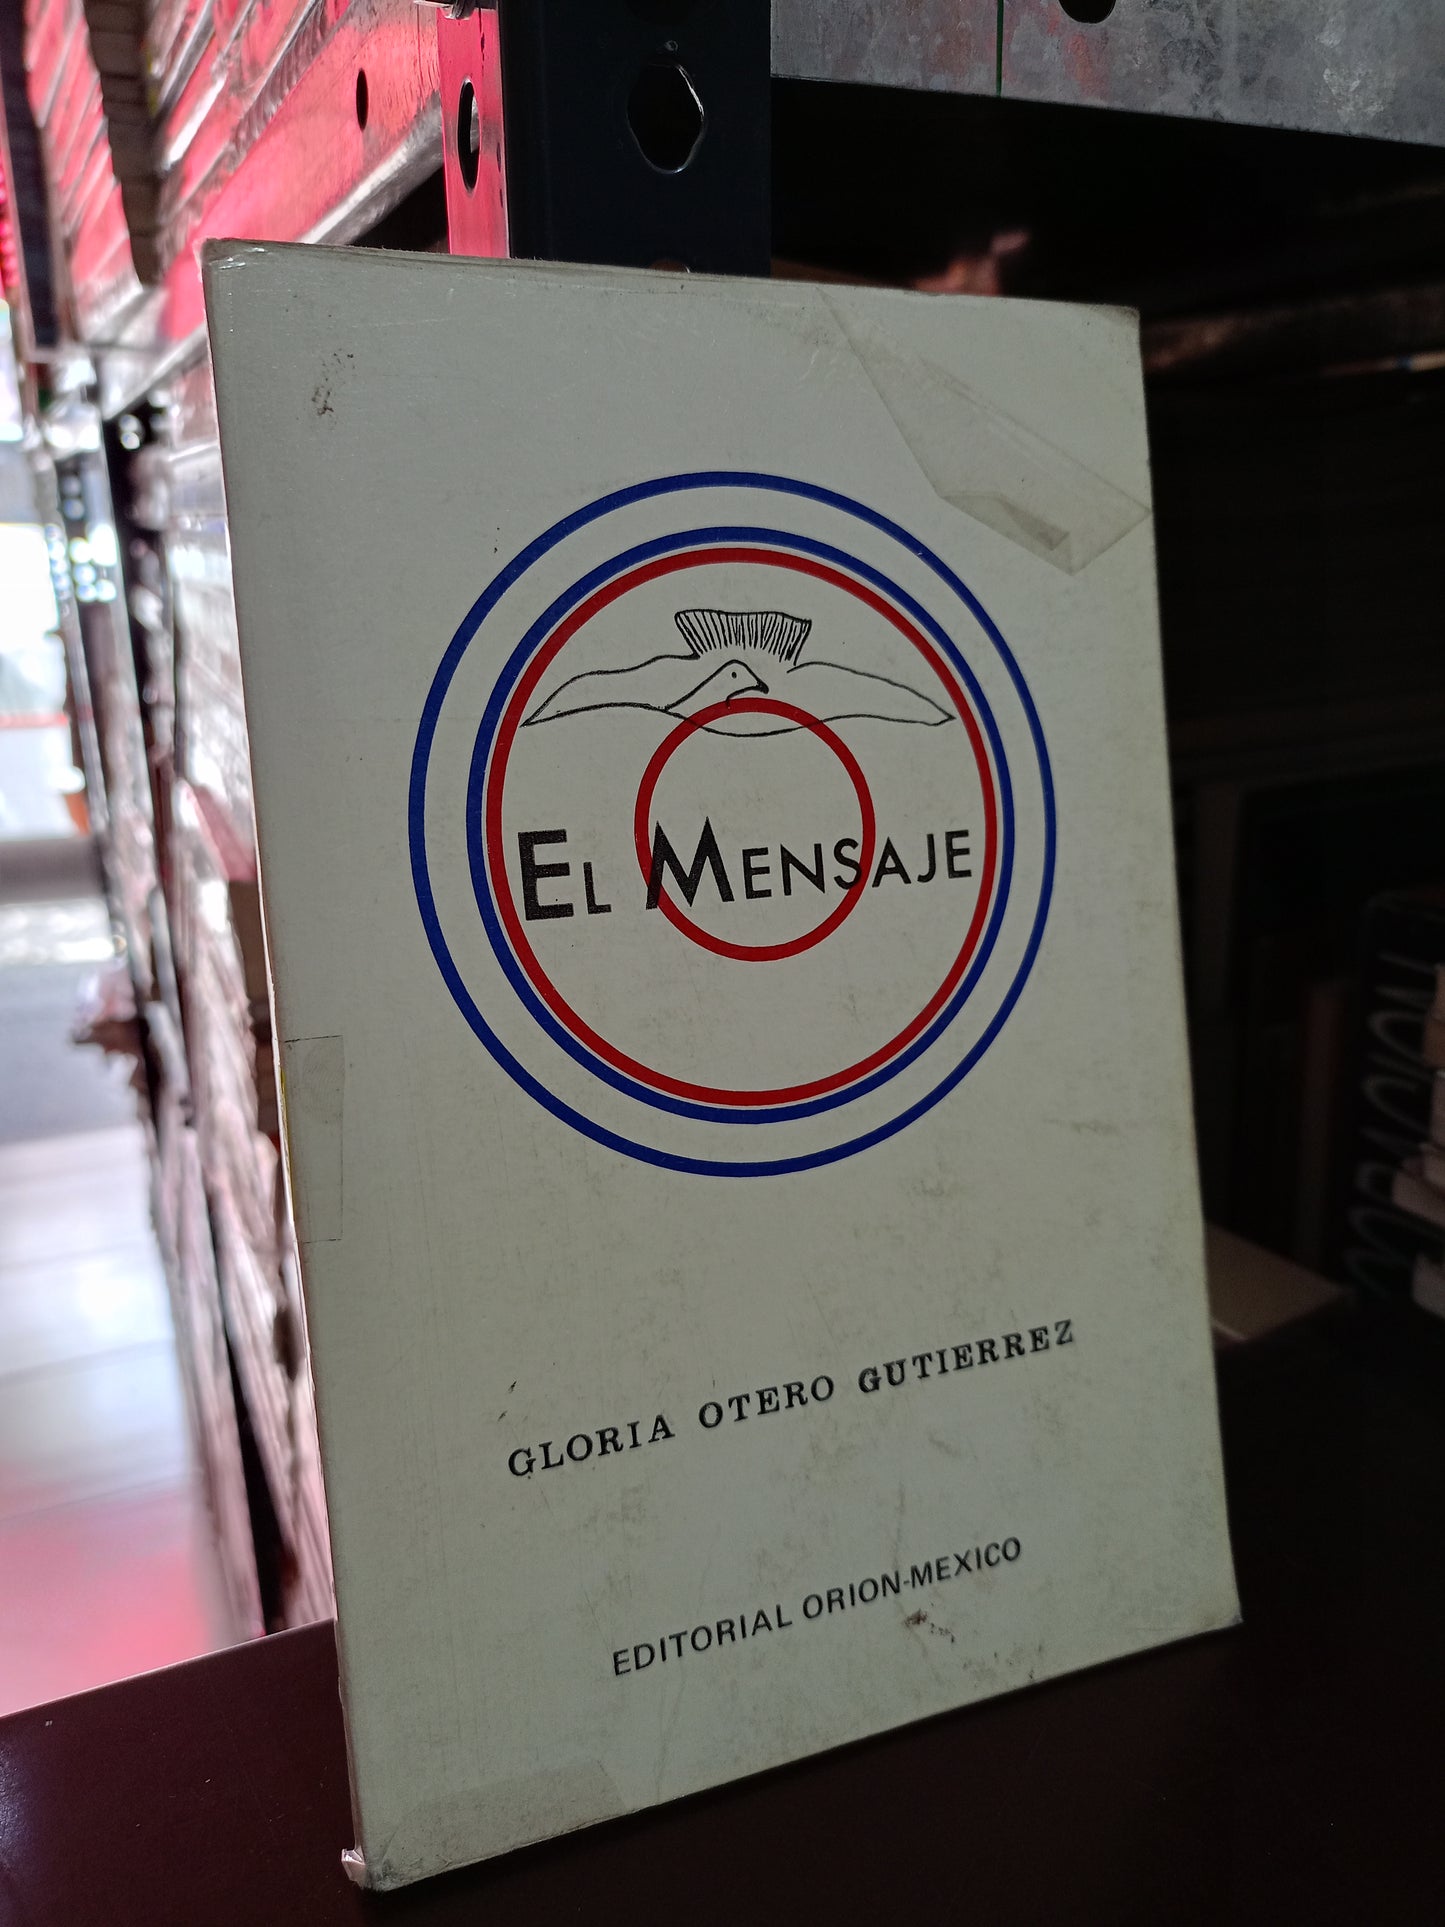 EL MENSAJE
GLORIA OTERO GUTIERREZ
EDITORIAL ORION-MEXICO